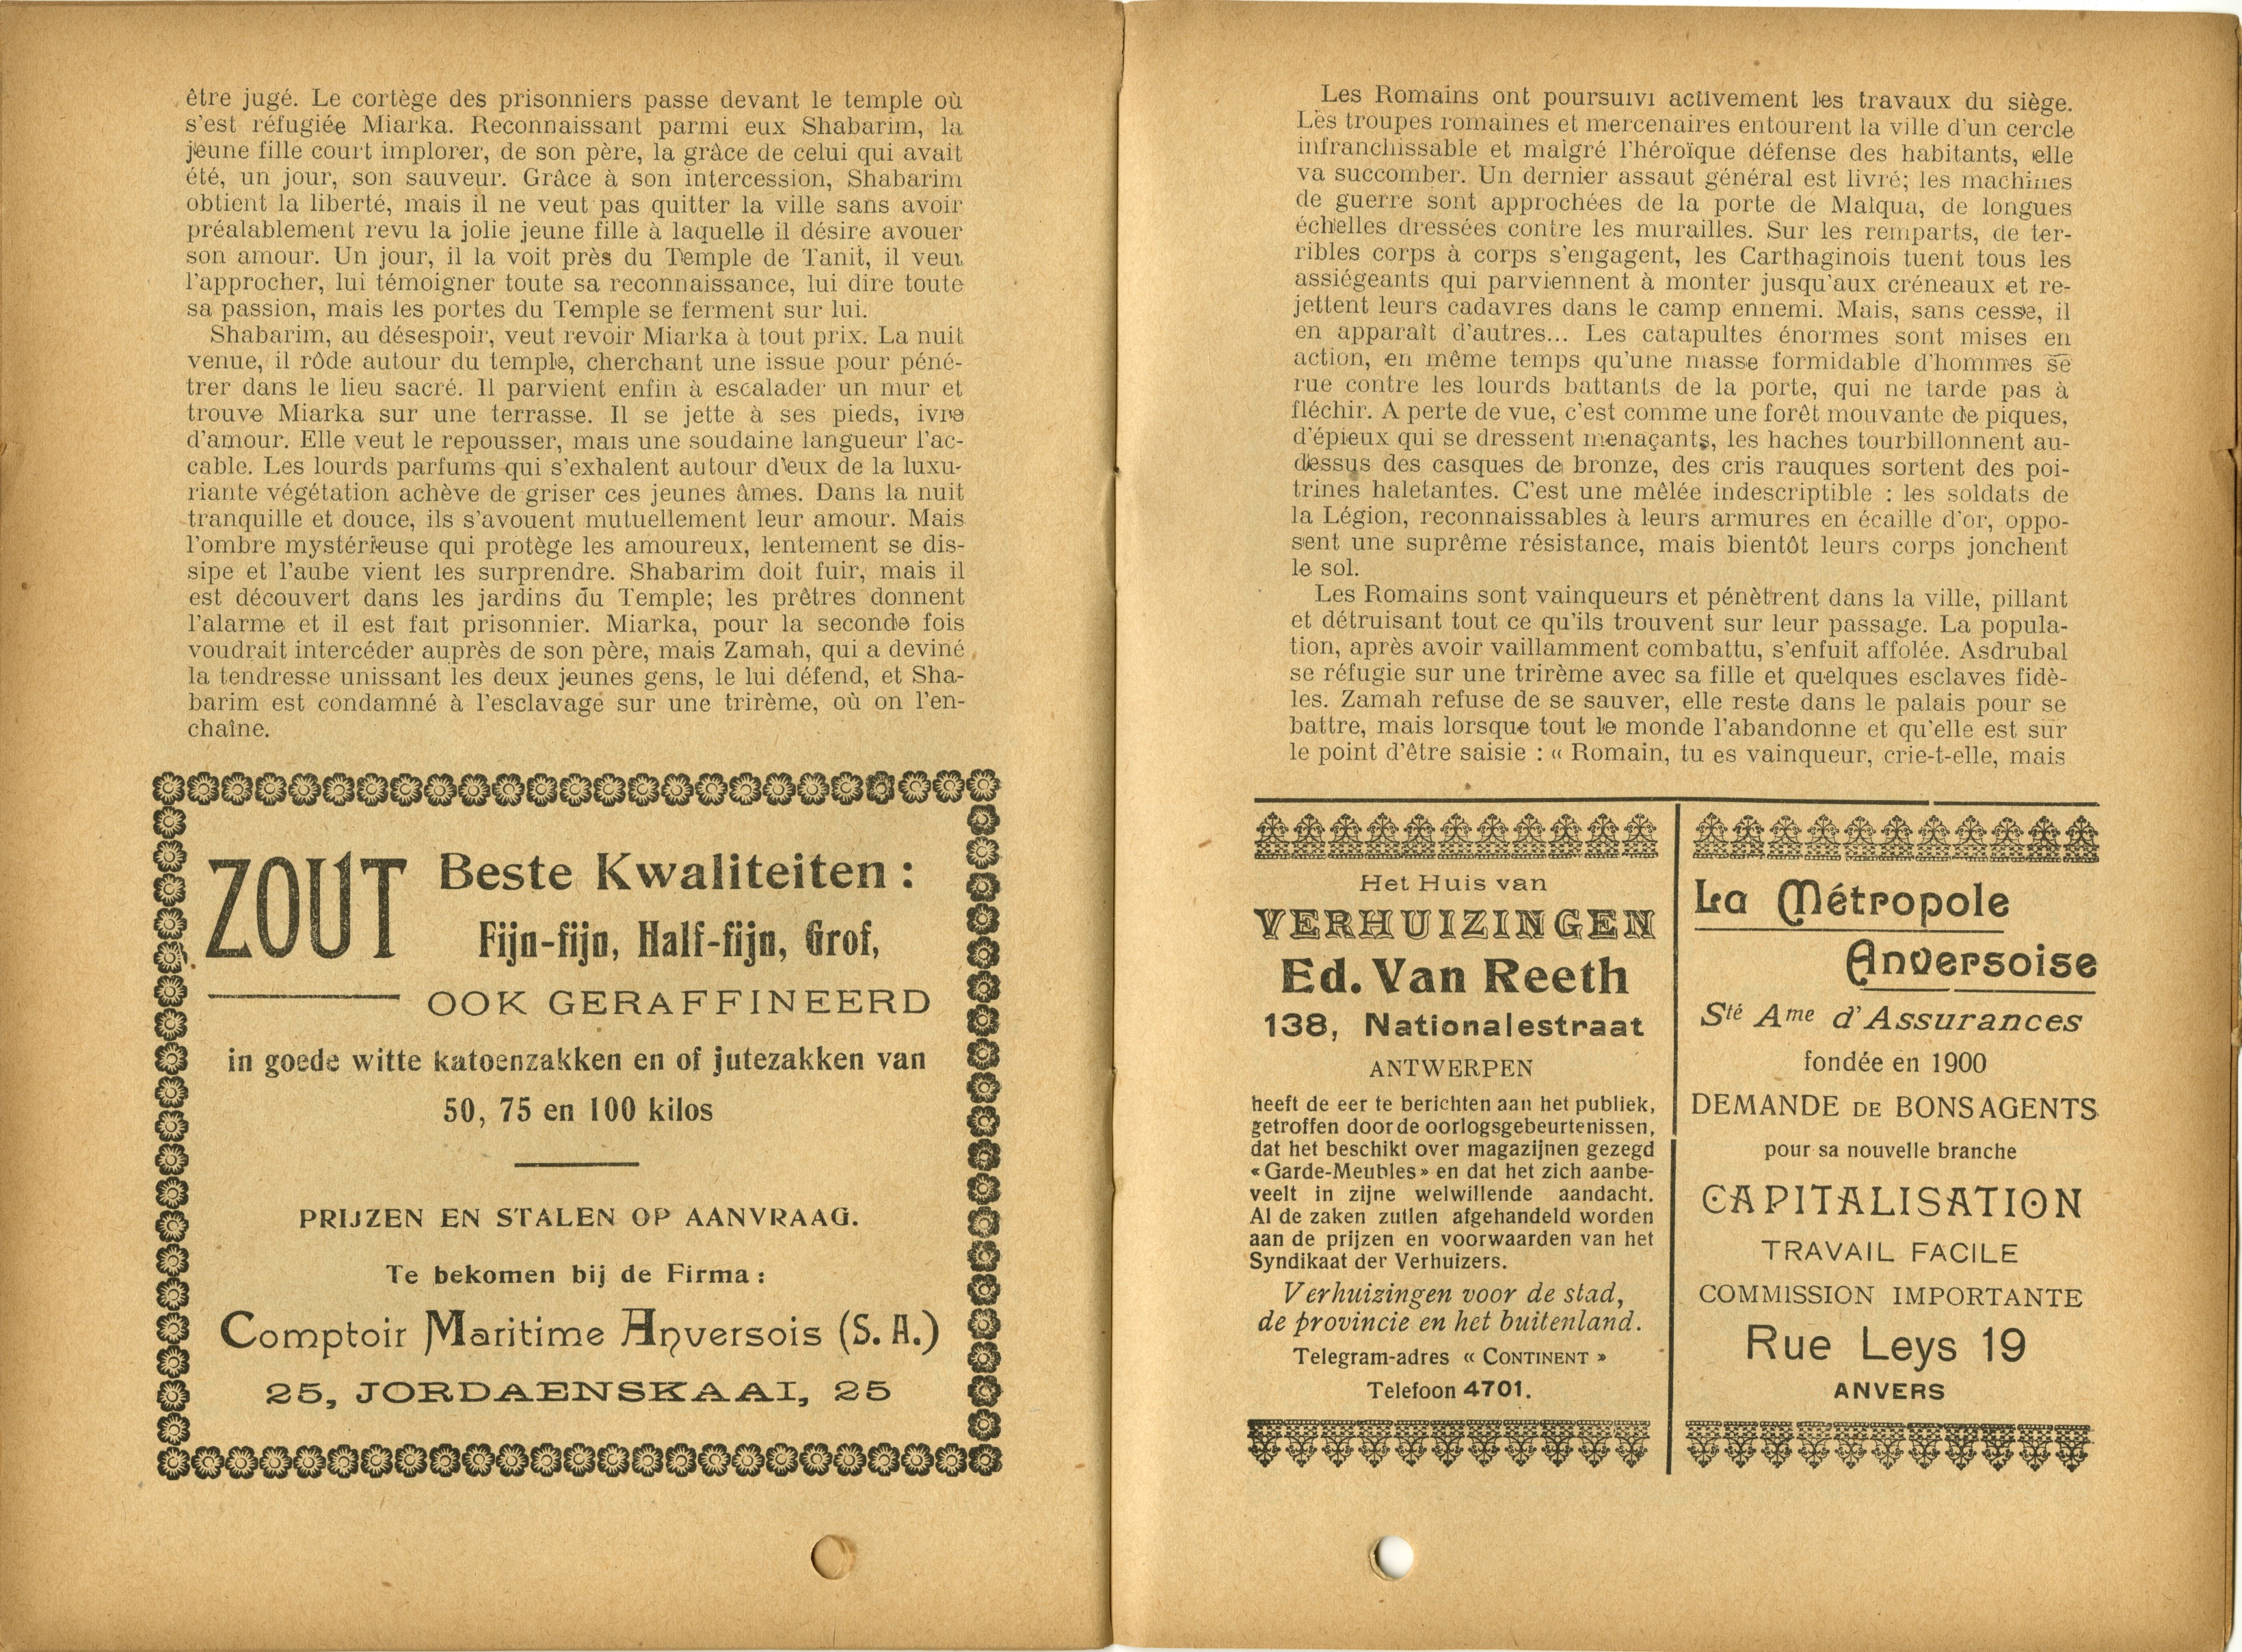 être jugé. Le cortège des prisonniers passe devant le temple où
s'est réfugiée Miarka. Reconnaissant parmi eux Shabarim, la
jeune fille court implorer, de son père, la grâce de celui qui avait
été, un jour, son sauveur. Grâce à son intercession, Shabarim
obtient la liberté, mais il ne veut pas quitter la ville sans avoir
préalablement revu la jolie jeune fille à laquelle il désire avouer
son amour. Un jour, il la voit près du Temple de Tanit, il veut
l'approcher, lui témoigner toute sa reconnaissance, lui dire toute
sa passion, mais les portes du Temple se ferment sur lui.
Shabarim, au désespoir, veut revoir Miarka à tout prix. La nuit
venue, il rôde autour du temple, cherchant une issue pour péné-
trer dans le lieu sacré. Il parvient enfin à escalader un mur et
trouve Miarka sur une terrasse. Il se jette à ses pieds, ivre
d'amour. Elle veut le repousser, mais une soudaine langueur l'ac-
cable. Les lourds parfums qui s'exhalent autour d'eux de la luxu-
riante végétation achève de griser ces jeunes âmes. Dans la nuit
tranquille et douce, ils s'avouent mutuellement leur amour. Mais
l'ombre mystérieuse qui protège les amoureux, lentement se dis-
sipe et l'aube vient les surprendre. Shabarim doit fuir, mais il
est découvert dans les jardins du Temple; les prêtres donnent
l'alarme et il est fait prisonnier. Miarka, pour la seconde fois
voudrait intercéder auprès de son père, mais Zamah, qui a deviné
la tendresse unissant les deux jeunes gens, le lui défend, et Sha-
barim est condamné à l'esclavage sur une trirème, où on l'en-
chaîne.
ZOUT Beste Kwaliteiten :
Fijn-fijn, Half-fijn, Grof,
OOK GERAFFINEERD
in goede witte katoenzakken en of jutezakken van
50, 75 en 100 kilos
PRIJZEN EN STALEN OP AANVRAAG.
Te bekomen bij de Firma :
Comptoir Maritime Anversois (S. A.)
25, JORDAENSKAAI, 25
Les Romains ont poursuivi activement les travaux du siège.
Les troupes romaines et mercenaires entourent la ville d'un cercle
infranchissable et malgré l'héroïque défense des habitants, elle
va succomber. Un dernier assaut général est livré; les machines
de guerre sont approchées de la porte de Malqua, de longues
échelles dressées contre les murailles. Sur les remparts, de ter-
ribles corps à corps s'engagent, les Carthaginois tuent tous les
assiégeants qui parviennent à monter jusqu'aux créneaux et re-
jettent leurs cadavres dans le camp ennemi. Mais, sans cesse, il
en apparaît d'autres... Les catapultes énormes sont mises en
action, en même temps qu'une masse formidable d'hommes se
rue contre les lourds battants de la porte, qui ne tarde pas à
fléchir. A perte de vue, c'est comme une forêt mouvante de piques,
d'épieux qui se dressent menaçants, les haches tourbillonnent au-
dessus des casques de bronze, des cris rauques sortent des poi-
trines haletantes. C'est une mêlée indescriptible : les soldats de
la Légion, reconnaissables à leurs armures en écaille d'or, oppo-
sent une suprême résistance, mais bientôt leurs corps jonchent
le sol.
Les Romains sont vainqueurs et pénètrent dans la ville, pillant
et détruisant tout ce qu'ils trouvent sur leur passage. La popula-
tion, après avoir vaillamment combattu, s'enfuit affolée. Asdrubal
se réfugie sur une trirème avec sa fille et quelques esclaves fidè-
les. Zamah refuse de se sauver, elle reste dans le palais pour se
battre, mais lorsque tout le monde l'abandonne et qu'elle est sur
le point d'être saisie : « Romain, tu es vainqueur, crie-t-elle, mais
Het Huis van
VERHUIZINGEN
Ed. Van Reeth
138, Nationalestraat
ANTWERPEN
heeft de eer te berichten aan het publiek,
getroffen door de oorlogsgebeurtenissen,
dat het beschikt over magazijnen gezegd
« Garde-Meubles » en dat het zich aanbe-
veelt in zijne welwillende aandacht.
Al de zaken zullen afgehandeld worden
aan de prijzen en voorwaarden van het
Syndikaat der Verhuizers.
Verhuizingen voor de stad,
de provincie en het buitenland.
Telegram-adres « CONTINENT »
Telefoon 4701.
La Métropole
Anversoise
Sté Ame d'Assurances
fondée en 1900
DEMANDE DE BONS AGENTS
pour sa nouvelle branche
CAPITALISATION
TRAVAIL FACILE
COMMISSION IMPORTANTE
Rue Leys 19
ANVERS